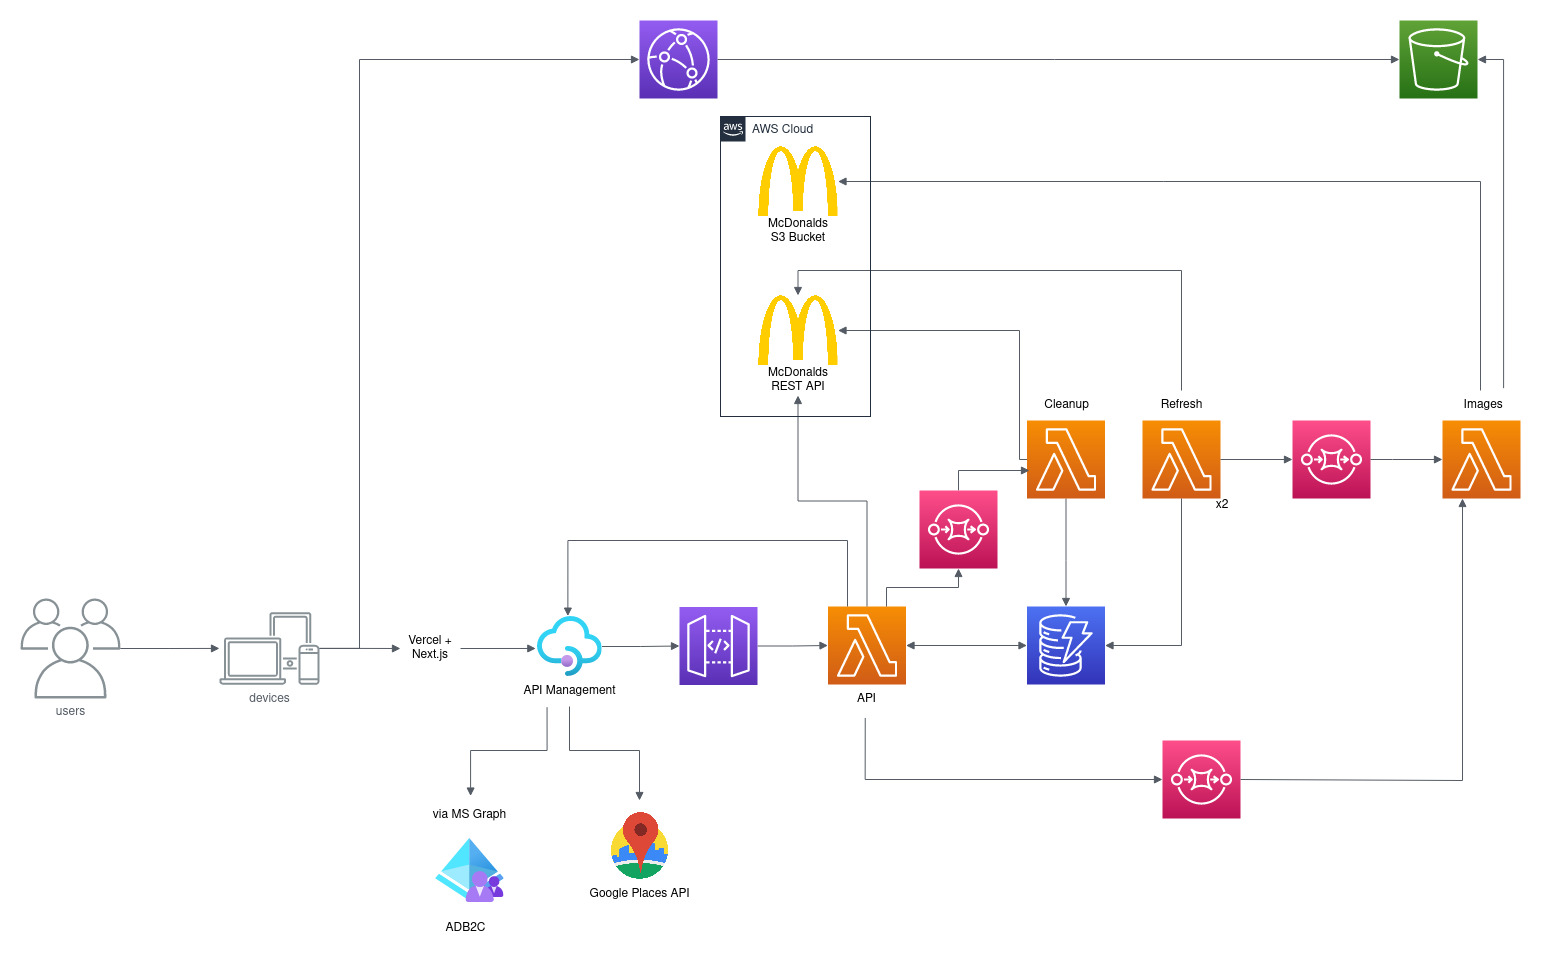 aws
AWS Cloud
McDonalds
S3 Bucket
McDonalds
REST API
Cleanup
Refresh
Images
x2
Vercel +
Next.js
</>
users
devices
API Management
API
via MS Graph
ADB2C
Google Places API